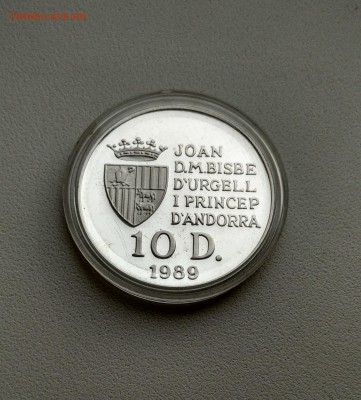 JOAN
D.M.BISBE
D'URGELL
I PRINCEP
D'ANDORRA
10 D.
1989